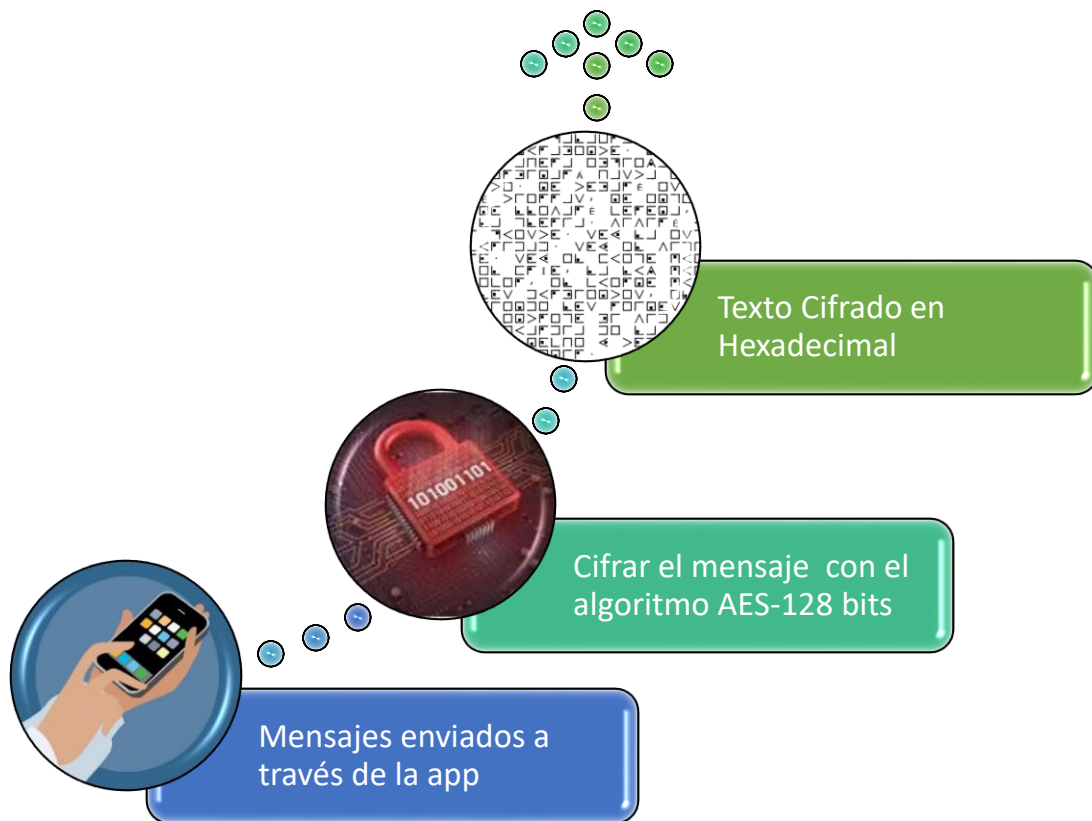 Texto Cifrado en
Hexadecimal
101001101
Cifrar el mensaje  con el
algoritmo AES-128 bits
Mensajes enviados a
través de la app